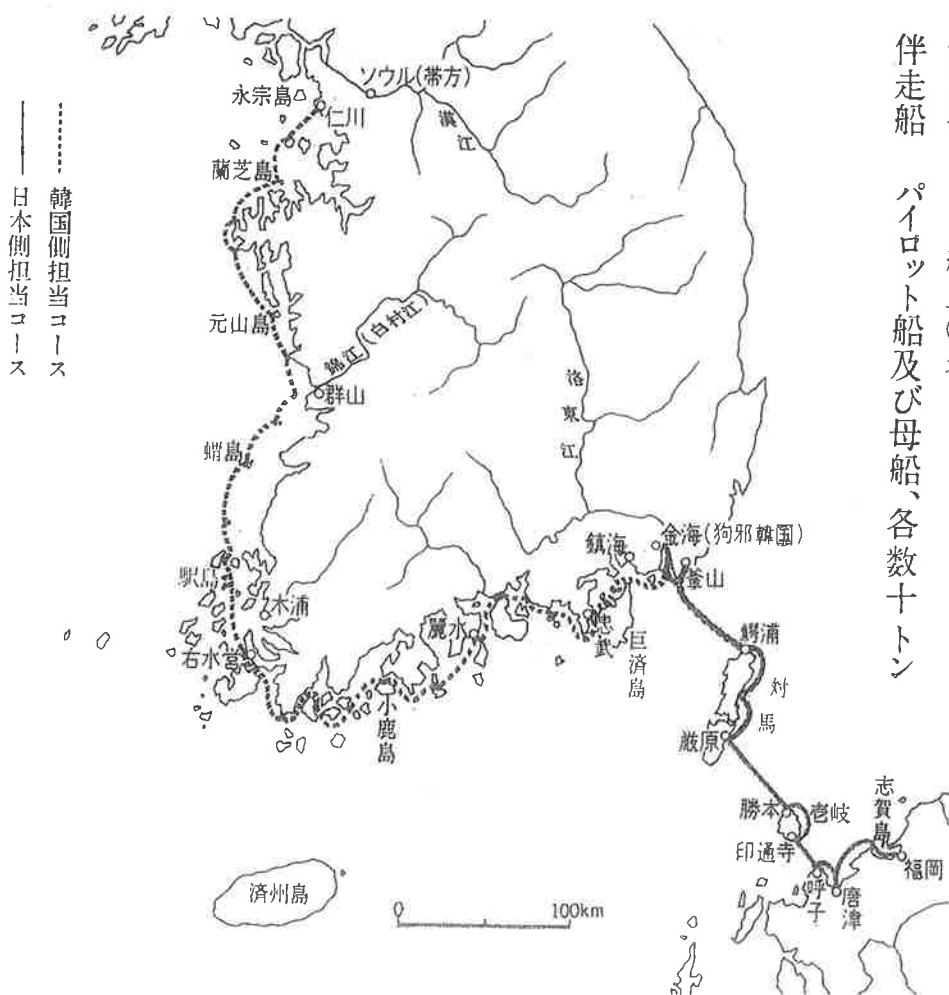 伴走船　パイロット船及び母船、各数十トン
韓国側担当コース
日本側担当コース
ソウル(帯方)
永宗島
仁川
漢江
蘭芝島
元山島
錦江(白村江)
群山
洛東江
蝟島
金海(狗邪韓国)
鎮海
釜山
駅島
木浦
麗水
忠武
巨済島
右水営
小鹿島
鰐浦
対馬
厳原
志賀島
勝本
壱岐
印通寺
福岡
呼子
唐津
済州島
0
100km